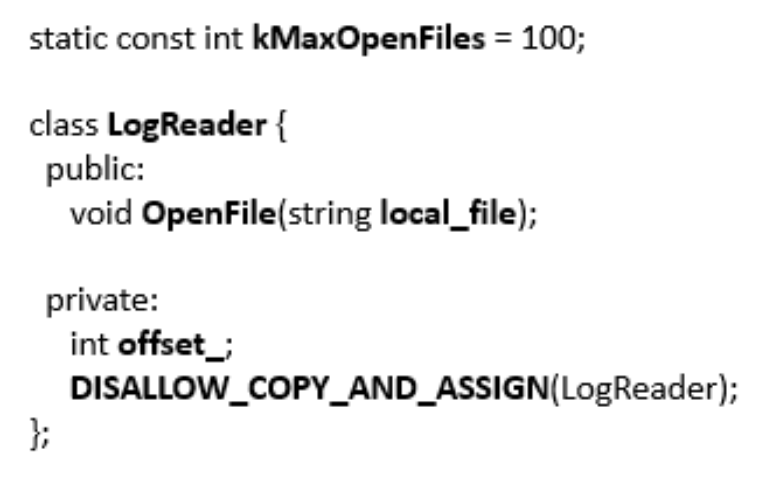 static const int kMaxOpenFiles = 100;
class LogReader {
public:
void OpenFile(string local_file);
private:
int offset_;
DISALLOW_COPY_AND_ASSIGN(LogReader);
};